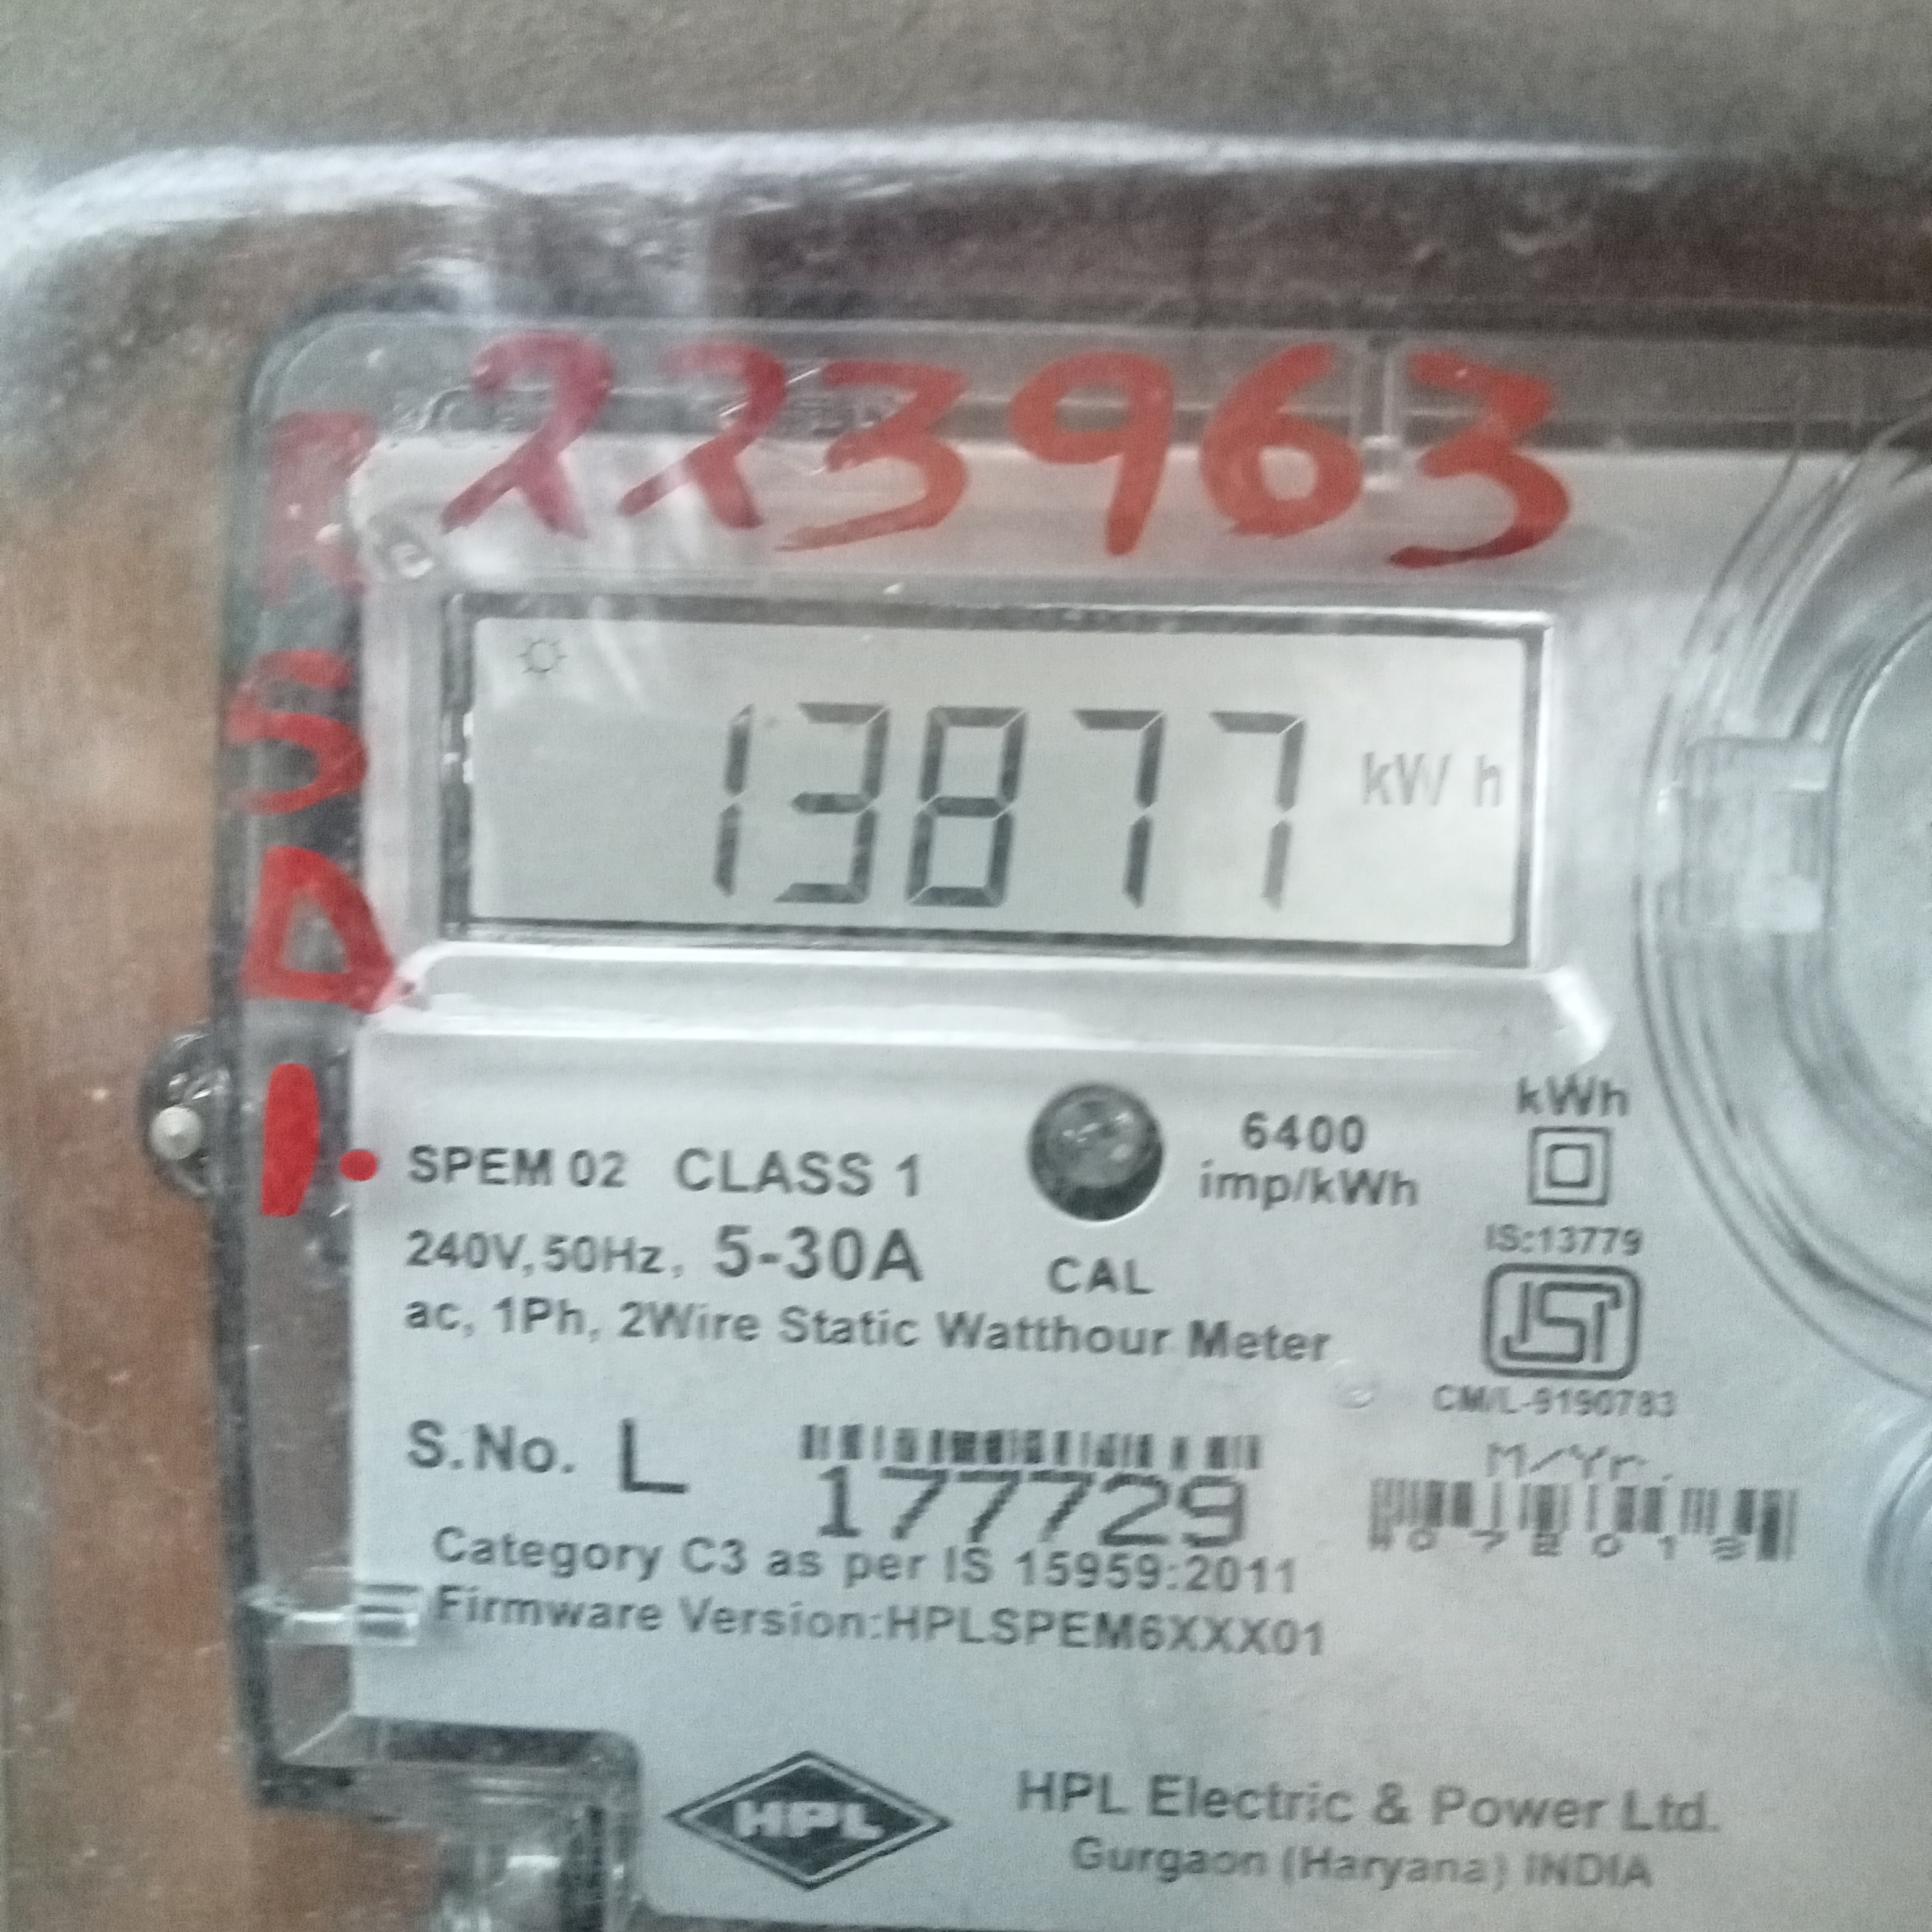 223963
R
S
D
1.
13877 kW h
SPEM 02 CLASS 1
6400
imp/kWh
kWh
240V, 50Hz, 5-30A
CAL
IS:13779
ac, 1Ph, 2Wire Static Watthour Meter
CM/L-9190783
S.No. L 177729
M/Yr.
Category C3 as per IS 15959:2011
Firmware Version:HPLSPEM6XXX01
HPL
HPL Electric & Power Ltd.
Gurgaon (Haryana) INDIA